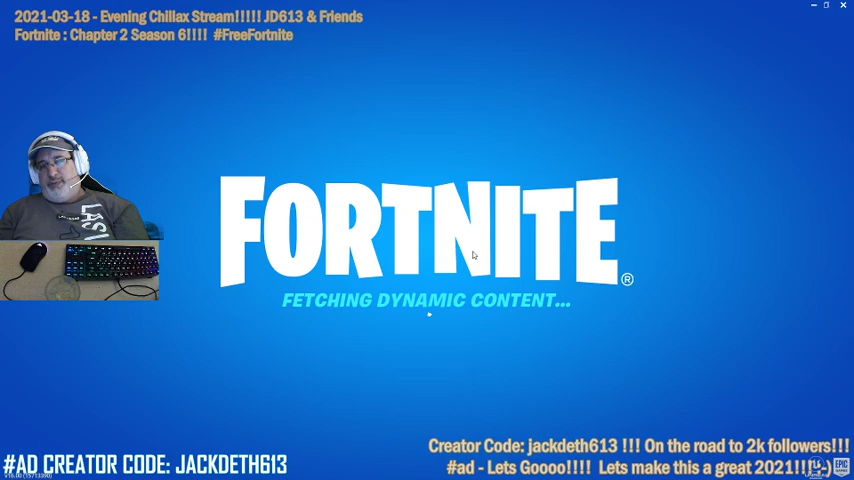 2021-03-18 - Evening Chillax Stream!!!!! JD613 & Friends
Fortnite : Chapter 2 Season 6!!!! #FreeFortnite
FORTNITE®
FETCHING DYNAMIC CONTENT...
Creator Code: jackdeth613 !!! On the road to 2k followers!!!
#AD CREATOR CODE: JACKDETH613
#ad - Lets Goooo!!!! Lets make this a great 2021!!! :-)
EPIC